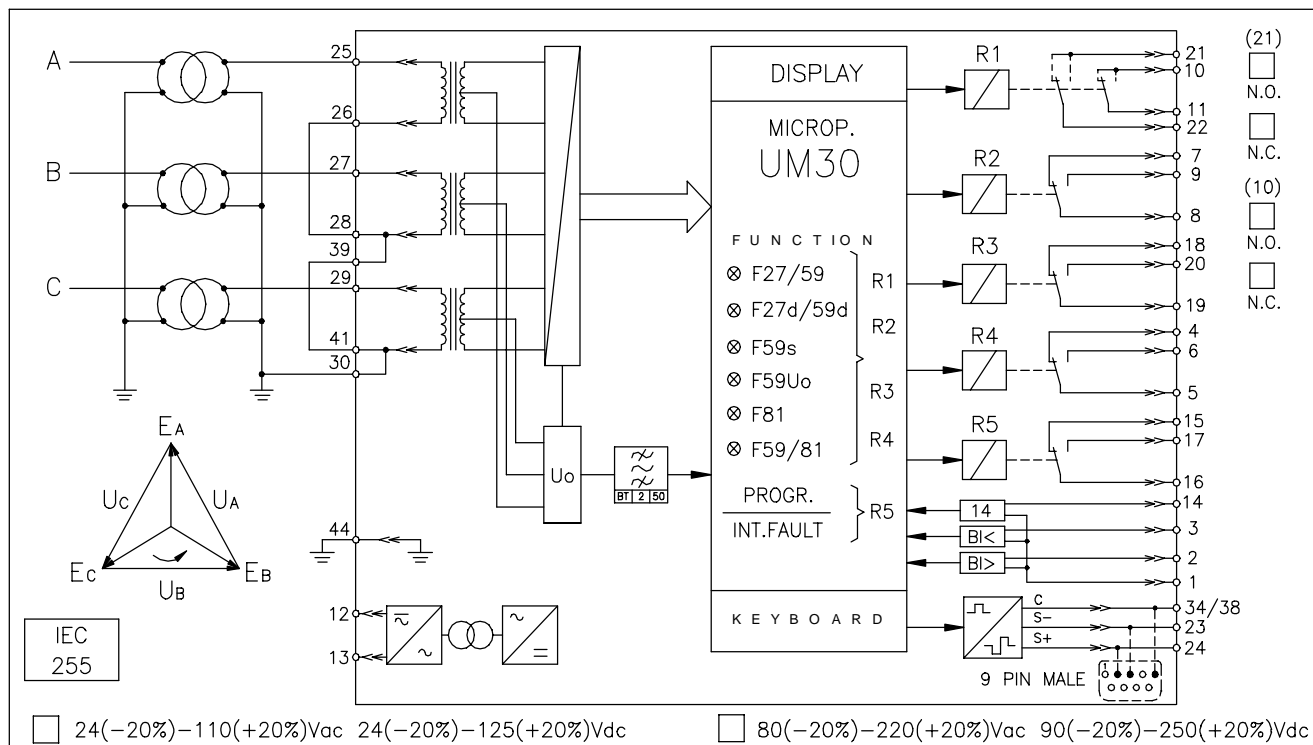 A
B
C
25
26
27
28
39
29
41
30
44
12
13
EA
UC
UA
EC
EB
UB
IEC
255
Uo
BT 2 50
DISPLAY
MICROP.
UM30
FUNCTION
F27/59
F27d/59d
F59s
F59Uo
F81
F59/81
R1
R2
R3
R4
PROGR.
INT.FAULT
R5
KEYBOARD
R1
R2
R3
R4
R5
14
BI<
BI>
C
S-
S+
9 PIN MALE
1
21
10
11
22
7
9
8
18
20
19
4
6
5
15
17
16
14
3
2
1
34/38
23
24
(21)
N.O.
N.C.
(10)
N.O.
N.C.
24(-20%)-110(+20%)Vac 24(-20%)-125(+20%)Vdc
80(-20%)-220(+20%)Vac 90(-20%)-250(+20%)Vdc